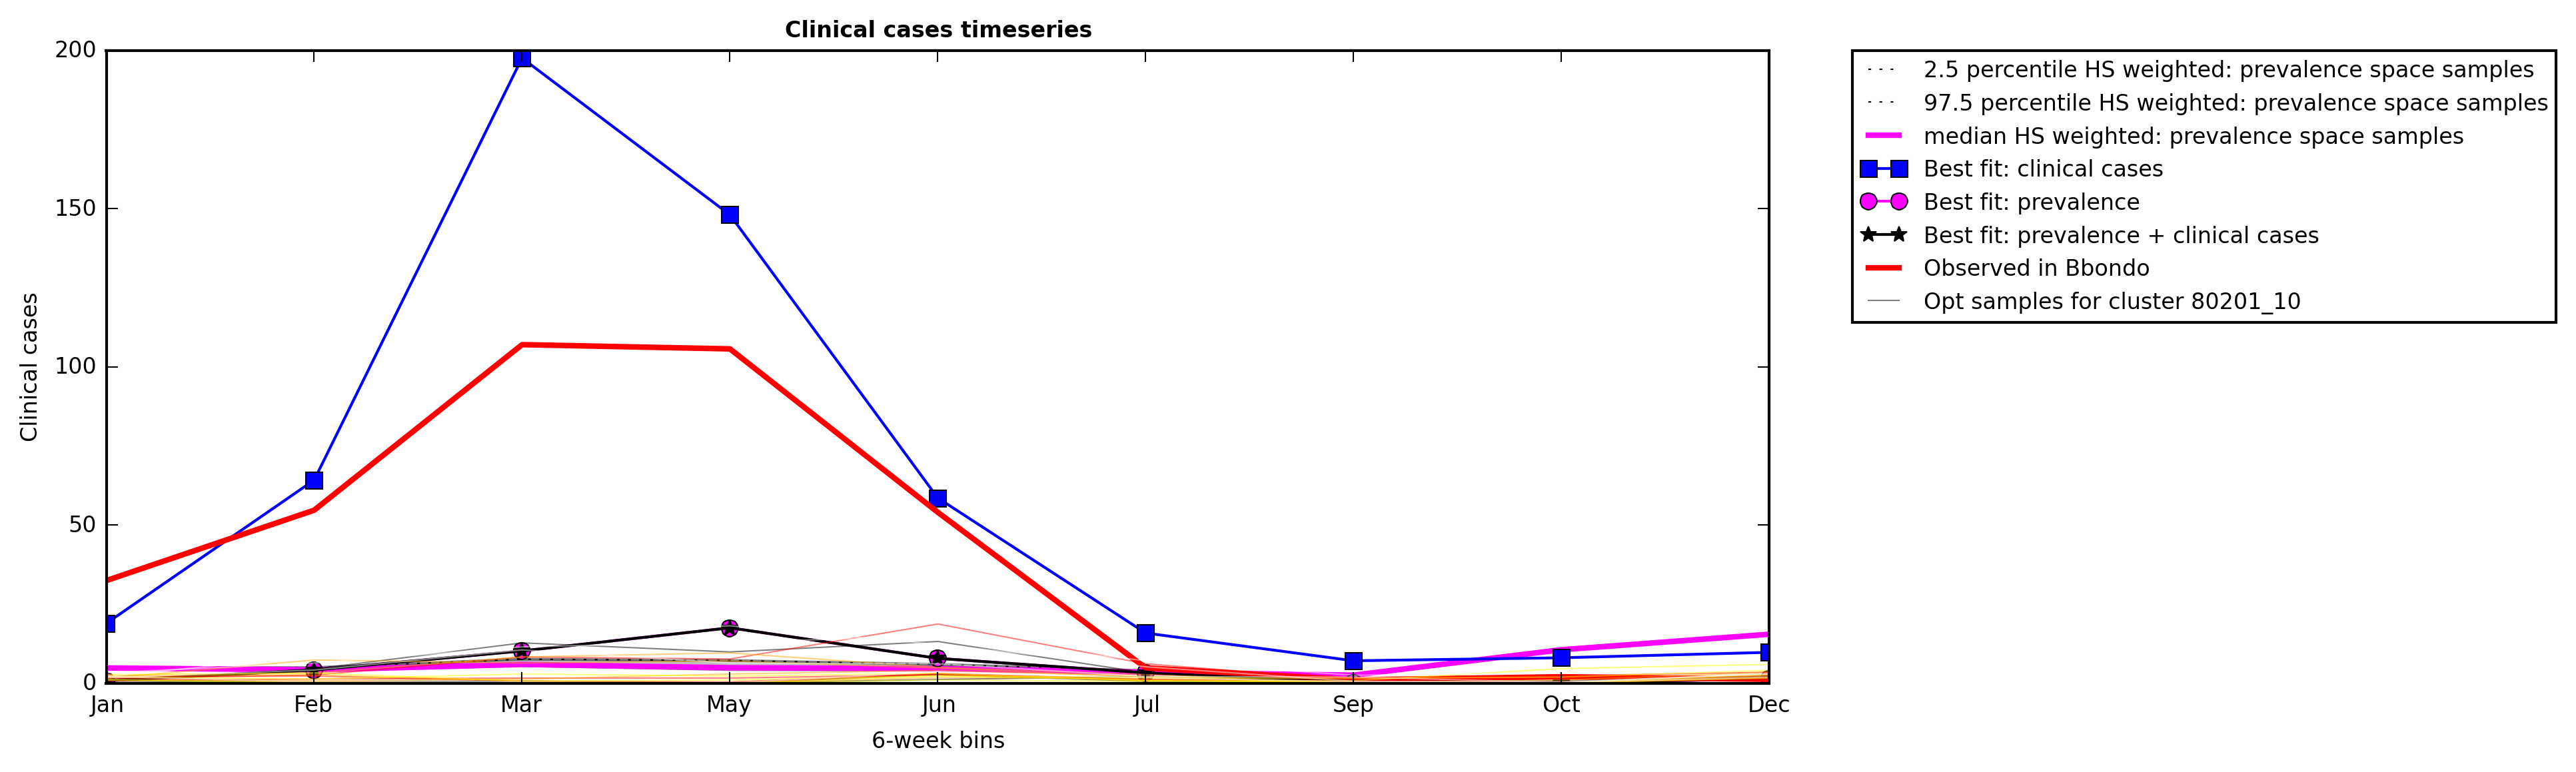 Clinical cases timeseries
200
150
100
50
0
Clinical cases
Jan Feb Mar May Jun Jul Sep Oct Dec
6-week bins
2.5 percentile HS weighted: prevalence space samples
97.5 percentile HS weighted: prevalence space samples
median HS weighted: prevalence space samples
Best fit: clinical cases
Best fit: prevalence
Best fit: prevalence + clinical cases
Observed in Bbondo
Opt samples for cluster 80201_10